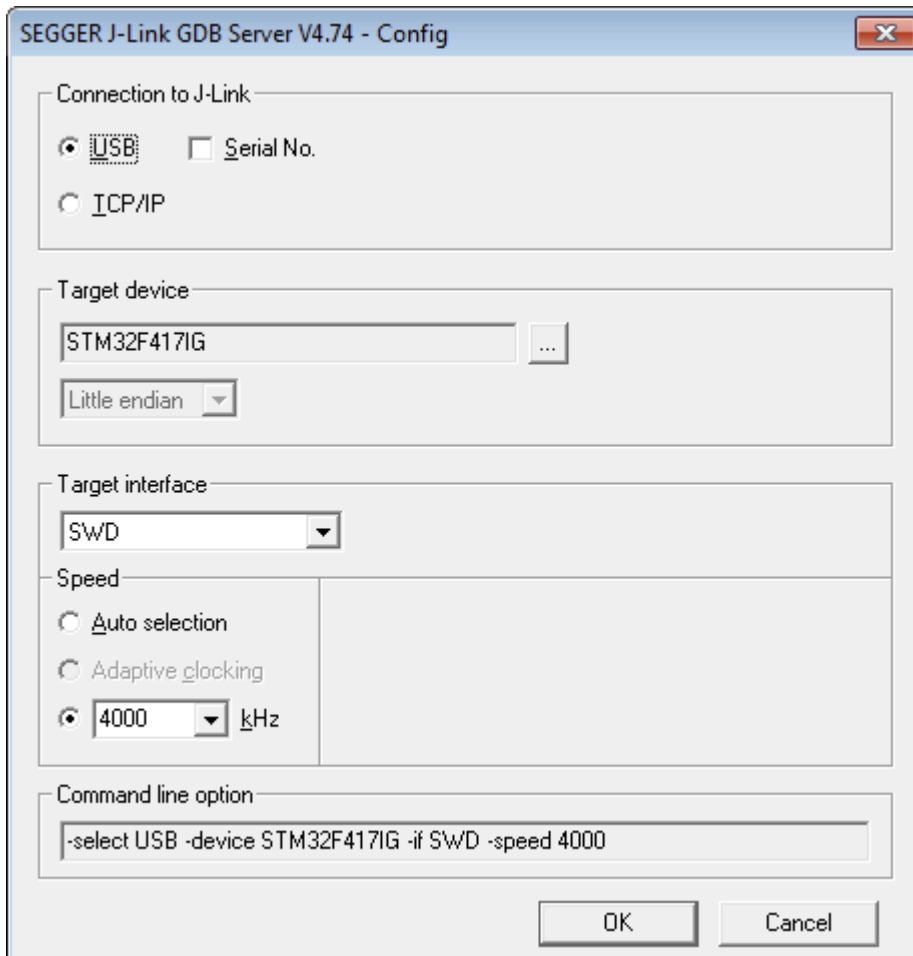 SEGGER J-Link GDB Server V4.74 - Config
Connection to J-Link
USB Serial No.
TCP/IP
Target device
STM32F417IG ...
Little endian
Target interface
SWD
Speed
Auto selection
Adaptive clocking
4000 kHz
Command line option
-select USB -device STM32F417IG -if SWD -speed 4000
OK Cancel